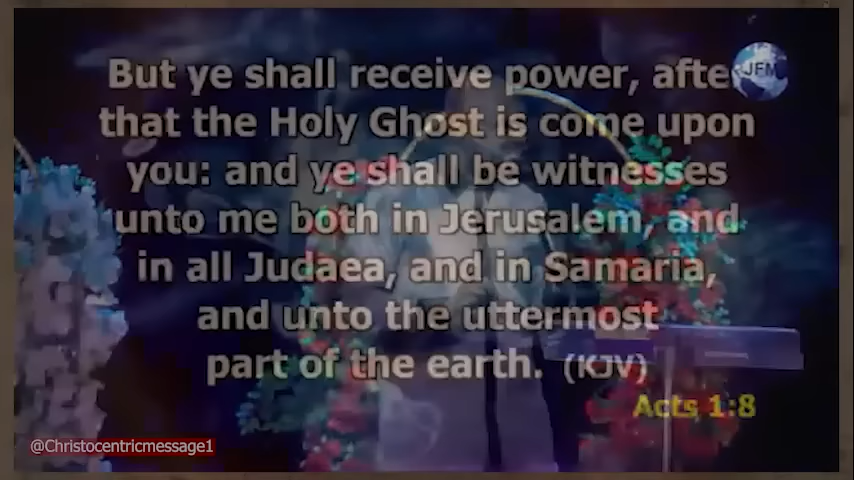 But ye shall receive power, afte
JFM
that the Holy Ghost is come upon
you: and ye shall be witnesses
unto me both in Jerusalem, and
in all Judaea, and in Samaria,
and unto the uttermost
part of the earth. (KJV)
Acts 1:8
@Christocentricmessage1